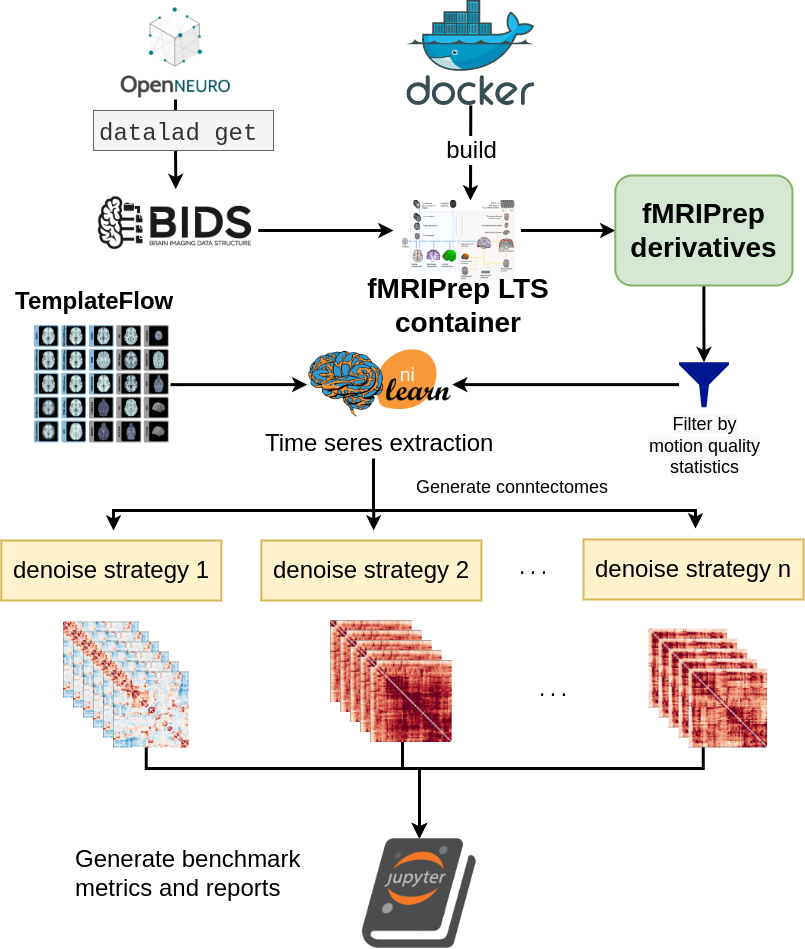 OpenNEURO
docker
datalad get
build
BIDS
BRAIN IMAGING DATA STRUCTURE
fMRIPrep
derivatives
fMRIPrep LTS
container
TemplateFlow
ni
learn
Filter by
motion quality
statistics
Time seres extraction
Generate conntectomes
denoise strategy 1
denoise strategy 2
. . .
denoise strategy n
. . .
Generate benchmark
metrics and reports
jupyter